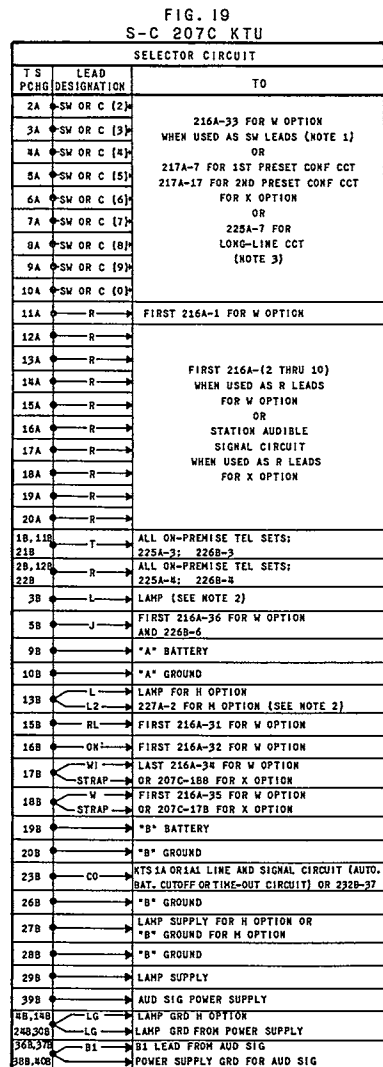 FIG. 19
S-C 207C KTU
SELECTOR CIRCUIT
T S PCHG LEAD DESIGNATION TO
2A SW OR C (2)
3A SW OR C (3)
4A SW OR C (4)
5A SW OR C (5)
6A SW OR C (6)
7A SW OR C (7)
8A SW OR C (8)
9A SW OR C (9)
10A SW OR C (0)
216A-33 FOR W OPTION
WHEN USED AS SW LEADS (NOTE 1)
OR
217A-7 FOR 1ST PRESET CONF CCT
217A-17 FOR 2ND PRESET CONF CCT
FOR X OPTION
OR
225A-7 FOR
LONG-LINE CCT
(NOTE 3)
11A R FIRST 216A-1 FOR W OPTION
12A R
13A R
14A R
15A R
16A R
17A R
18A R
19A R
20A R
FIRST 216A-(2 THRU 10)
WHEN USED AS R LEADS
FOR W OPTION
OR
STATION AUDIBLE
SIGNAL CIRCUIT
WHEN USED AS R LEADS
FOR X OPTION
1B, 11B T ALL ON-PREMISE TEL SETS;
21B 225A-3; 226B-3
2B, 12B R ALL ON-PREMISE TEL SETS;
22B 225A-4; 226B-4
3B L LAMP (SEE NOTE 2)
5B J FIRST 216A-36 FOR W OPTION
AND 226B-6
9B "A" BATTERY
10B "A" GROUND
13B L LAMP FOR H OPTION
L2 227A-2 FOR M OPTION (SEE NOTE 2)
15B RL FIRST 216A-31 FOR W OPTION
16B ON' FIRST 216A-32 FOR W OPTION
17B WI LAST 216A-34 FOR W OPTION
STRAP OR 207C-18B FOR X OPTION
18B W FIRST 216A-35 FOR W OPTION
STRAP OR 207C-17B FOR X OPTION
19B "B" BATTERY
20B "B" GROUND
23B CO KTS 1A OR 1A1 LINE AND SIGNAL CIRCUIT (AUTO.
BAT. CUTOFF OR TIME-OUT CIRCUIT) OR 232B-37
26B "B" GROUND
27B LAMP SUPPLY FOR H OPTION OR
"B" GROUND FOR M OPTION
28B "B" GROUND
29B LAMP SUPPLY
39B AUD SIG POWER SUPPLY
4B, 14B LG LAMP GRD H OPTION
24B, 30B LG LAMP GRD FROM POWER SUPPLY
36B, 37B B1 B1 LEAD FROM AUD SIG
38B, 40B POWER SUPPLY GRD FOR AUD SIG